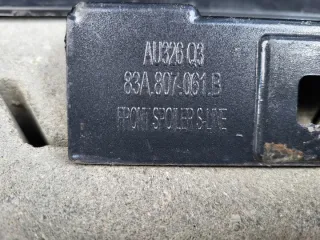 AU326 Q3
83A.807.061.B
FRONT SPOILER S-LINE